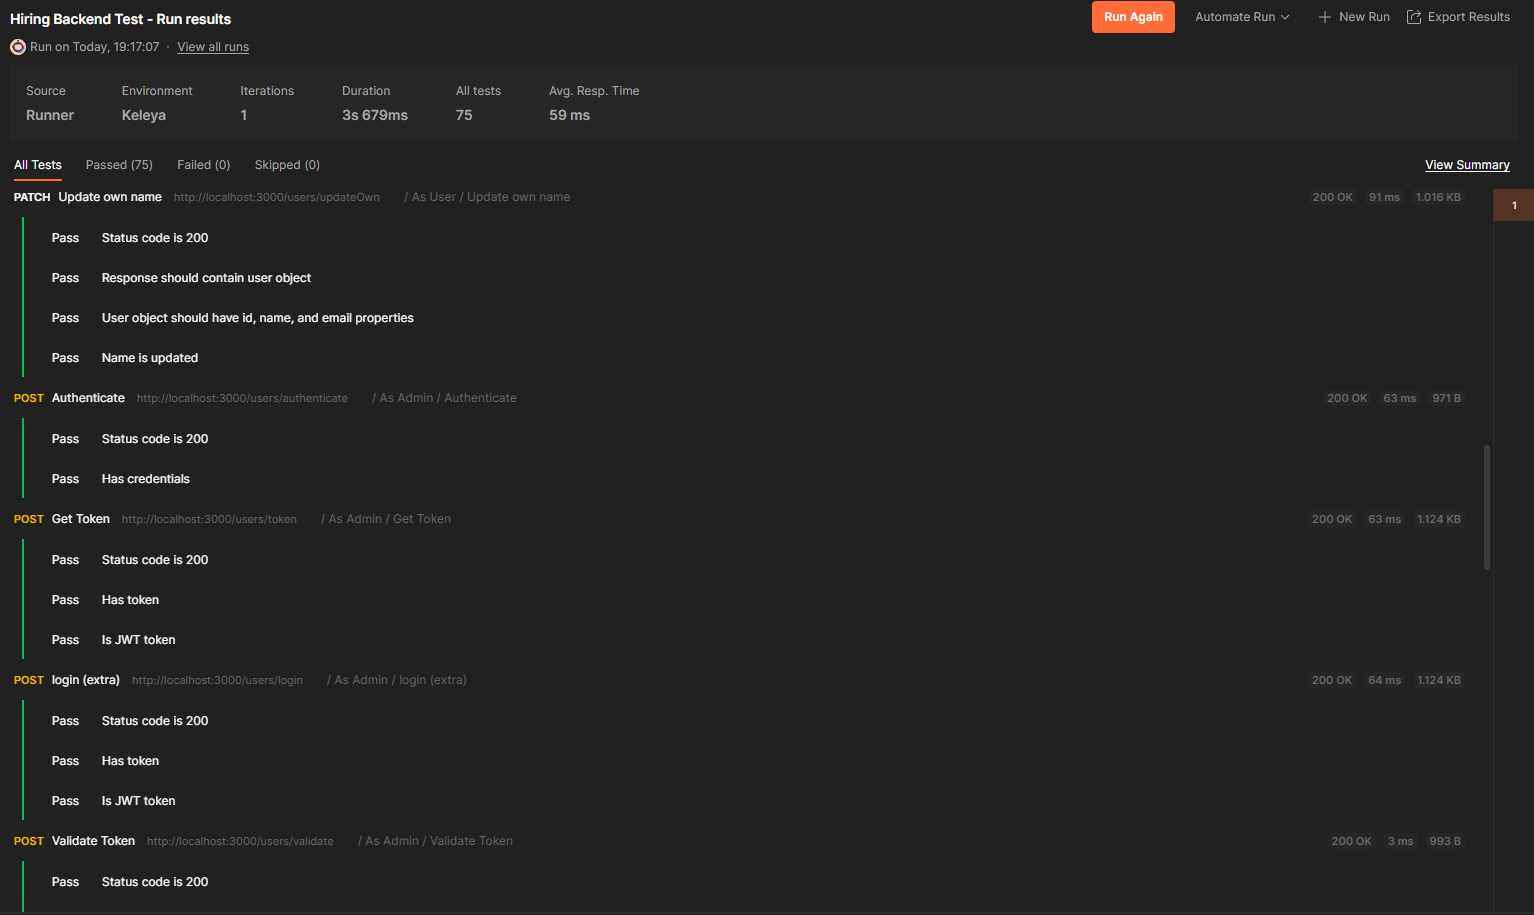 Hiring Backend Test - Run results
Run Again Automate Run New Run Export Results
Run on Today, 19:17:07 · View all runs
Source Environment Iterations Duration All tests Avg. Resp. Time
Runner Keleya 1 3s 679ms 75 59 ms
All Tests Passed (75) Failed (0) Skipped (0) View Summary
PATCH Update own name http://localhost:3000/users/updateOwn / As User / Update own name 200 OK 91 ms 1.016 KB
1
Pass Status code is 200
Pass Response should contain user object
Pass User object should have id, name, and email properties
Pass Name is updated
POST Authenticate http://localhost:3000/users/authenticate / As Admin / Authenticate 200 OK 63 ms 971 B
Pass Status code is 200
Pass Has credentials
POST Get Token http://localhost:3000/users/token / As Admin / Get Token 200 OK 63 ms 1.124 KB
Pass Status code is 200
Pass Has token
Pass Is JWT token
POST login (extra) http://localhost:3000/users/login / As Admin / login (extra) 200 OK 64 ms 1.124 KB
Pass Status code is 200
Pass Has token
Pass Is JWT token
POST Validate Token http://localhost:3000/users/validate / As Admin / Validate Token 200 OK 3 ms 993 B
Pass Status code is 200